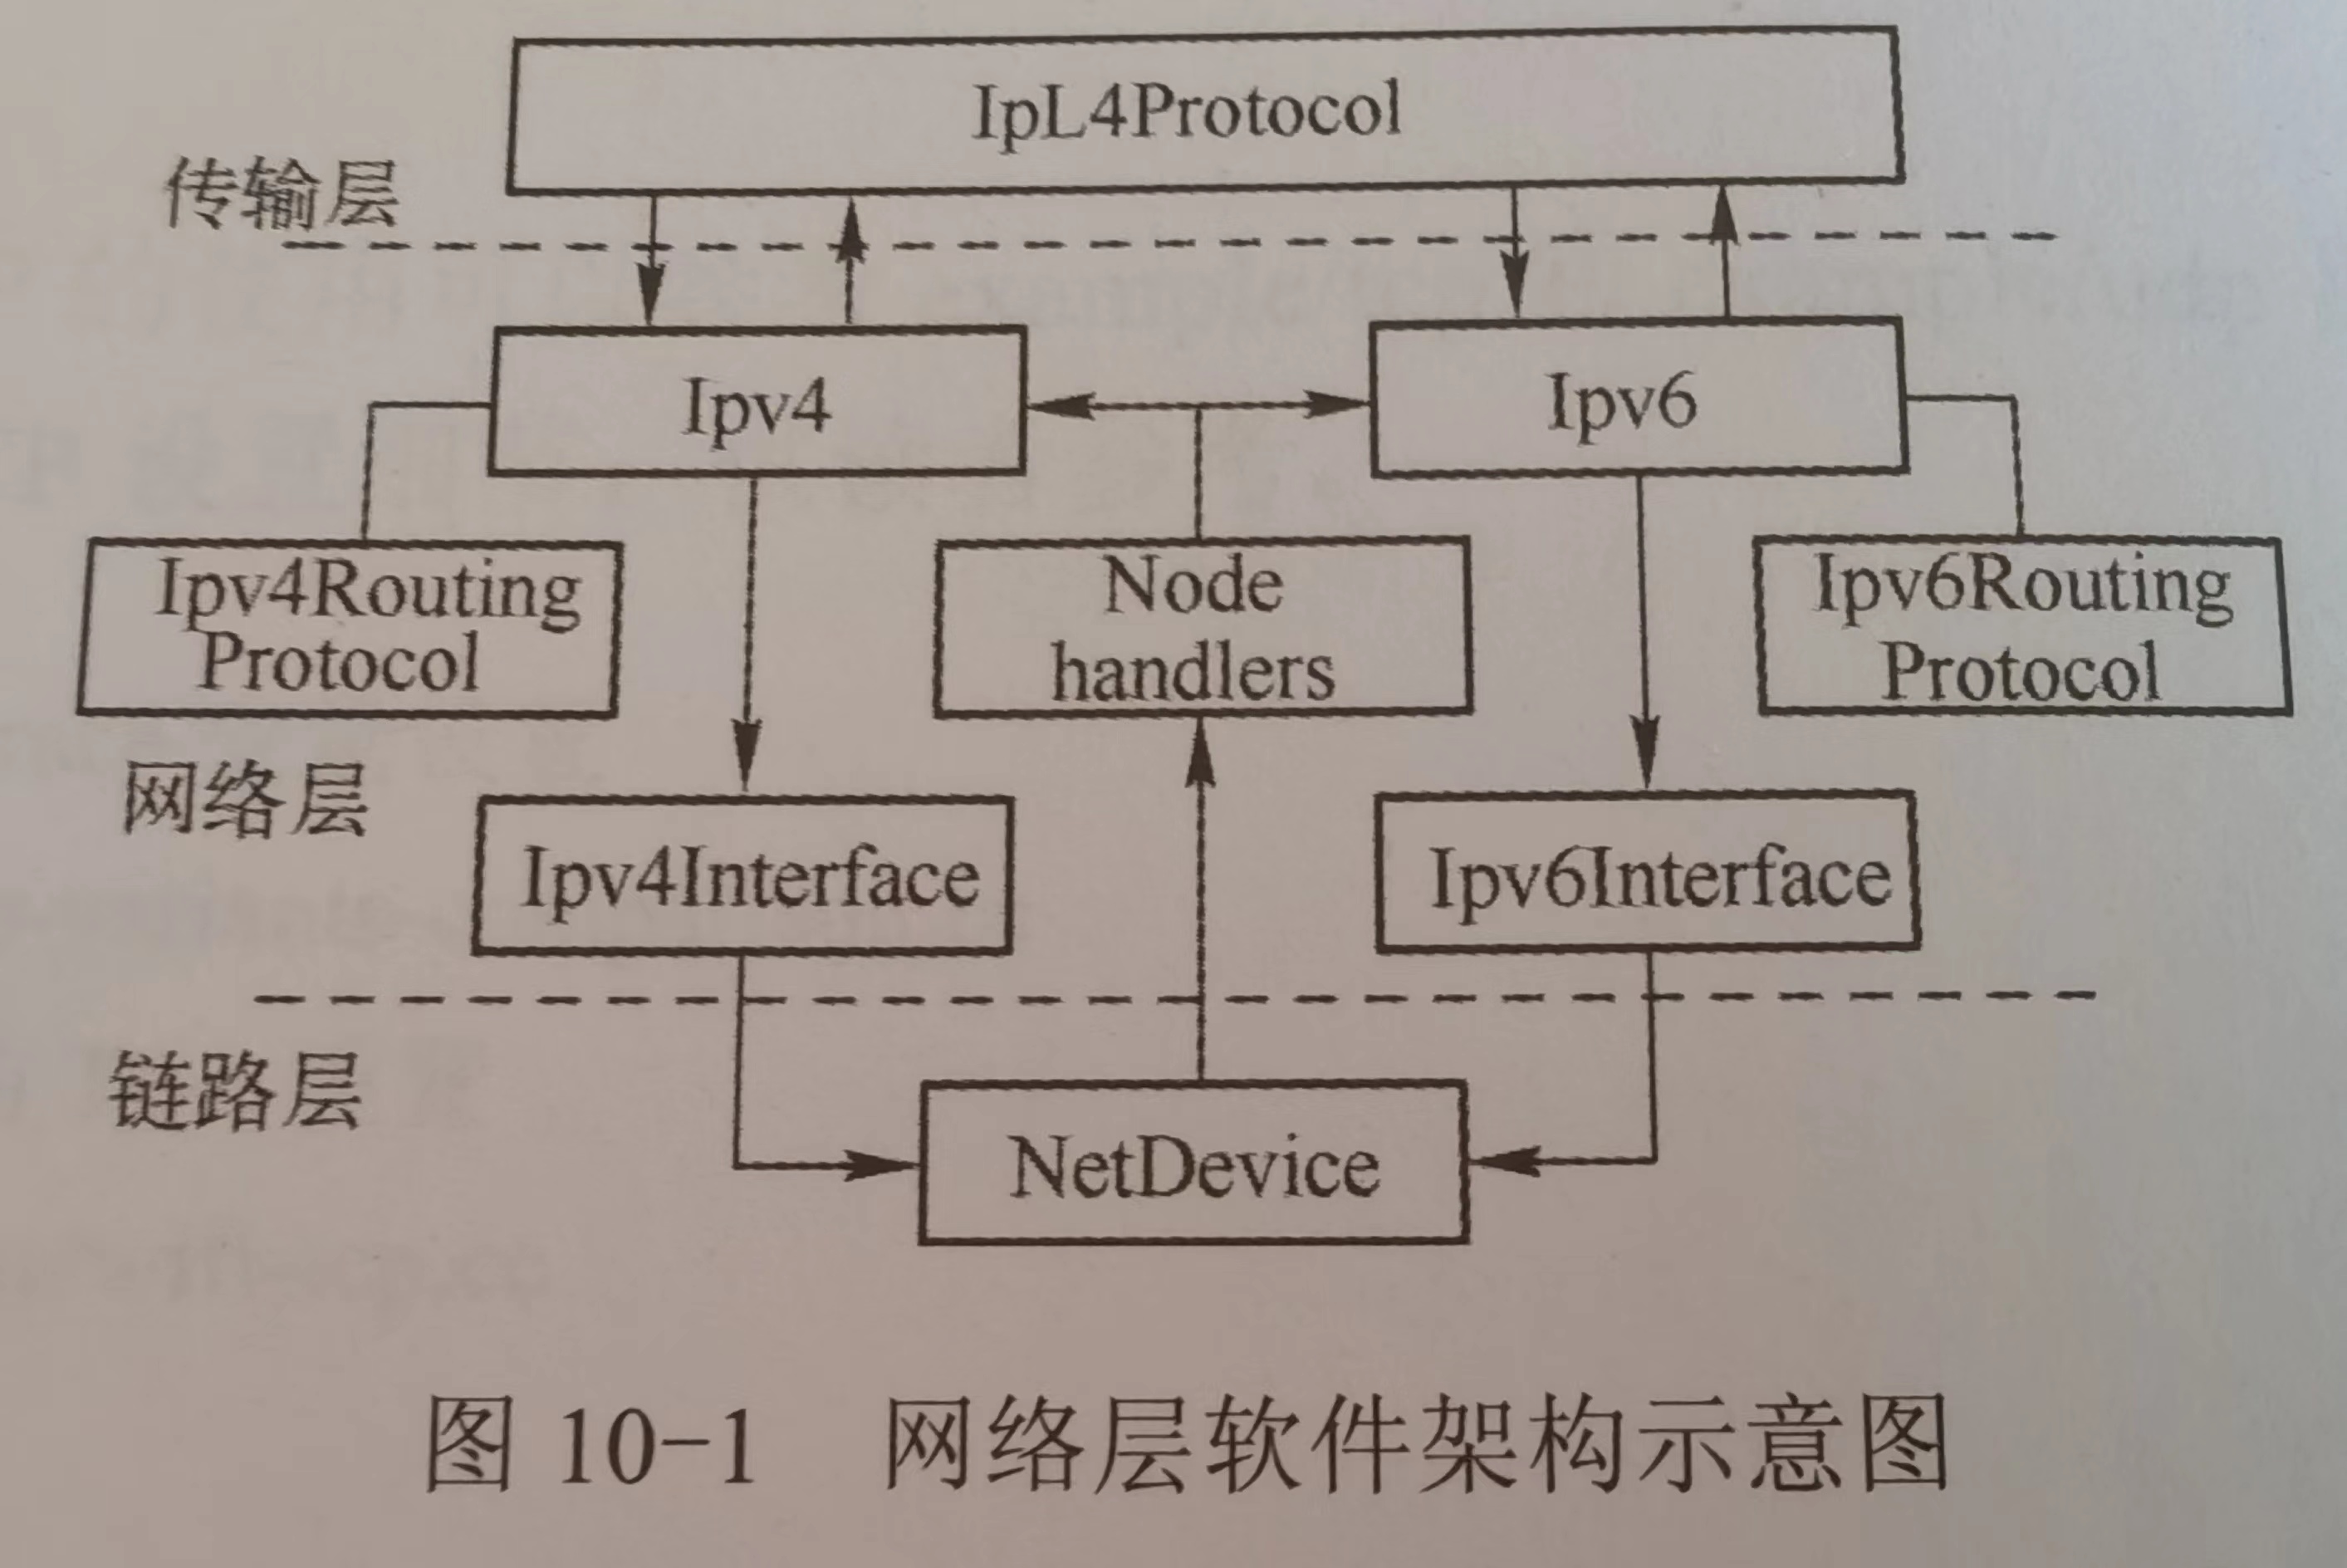 IpL4Protocol
传输层
Ipv4
Ipv6
Ipv4Routing
Protocol
Node
handlers
Ipv6Routing
Protocol
网络层
Ipv4Interface
Ipv6Interface
链路层
NetDevice
图 10-1 网络层软件架构示意图